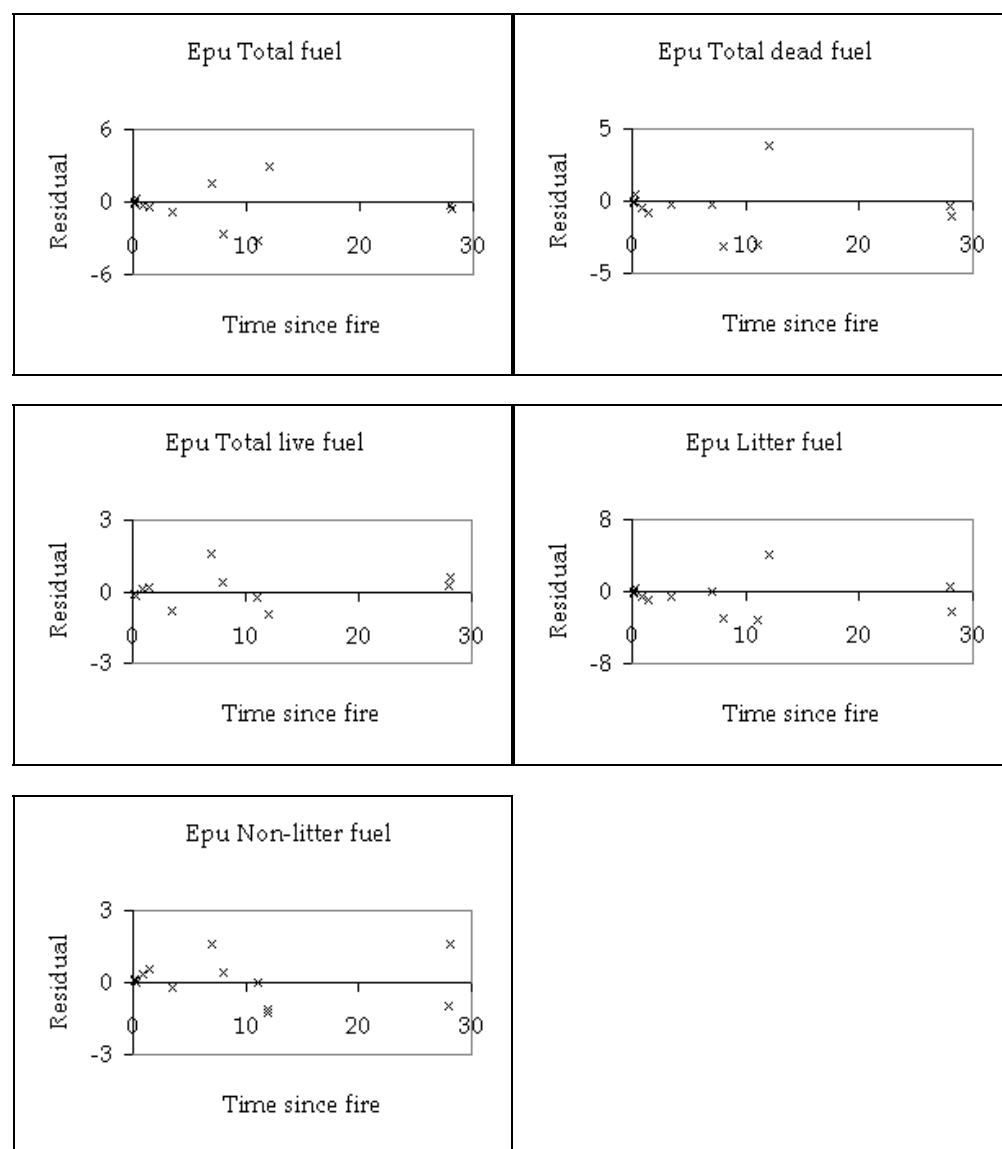 Epu Total fuel
6
0
-6
0
10
20
30
Residual
Time since fire
Epu Total dead fuel
5
0
-5
0
10
20
30
Residual
Time since fire
Epu Total live fuel
3
0
-3
0
10
20
30
Residual
Time since fire
Epu Litter fuel
8
0
-8
0
10
20
30
Residual
Time since fire
Epu Non-litter fuel
3
0
-3
0
10
20
30
Residual
Time since fire